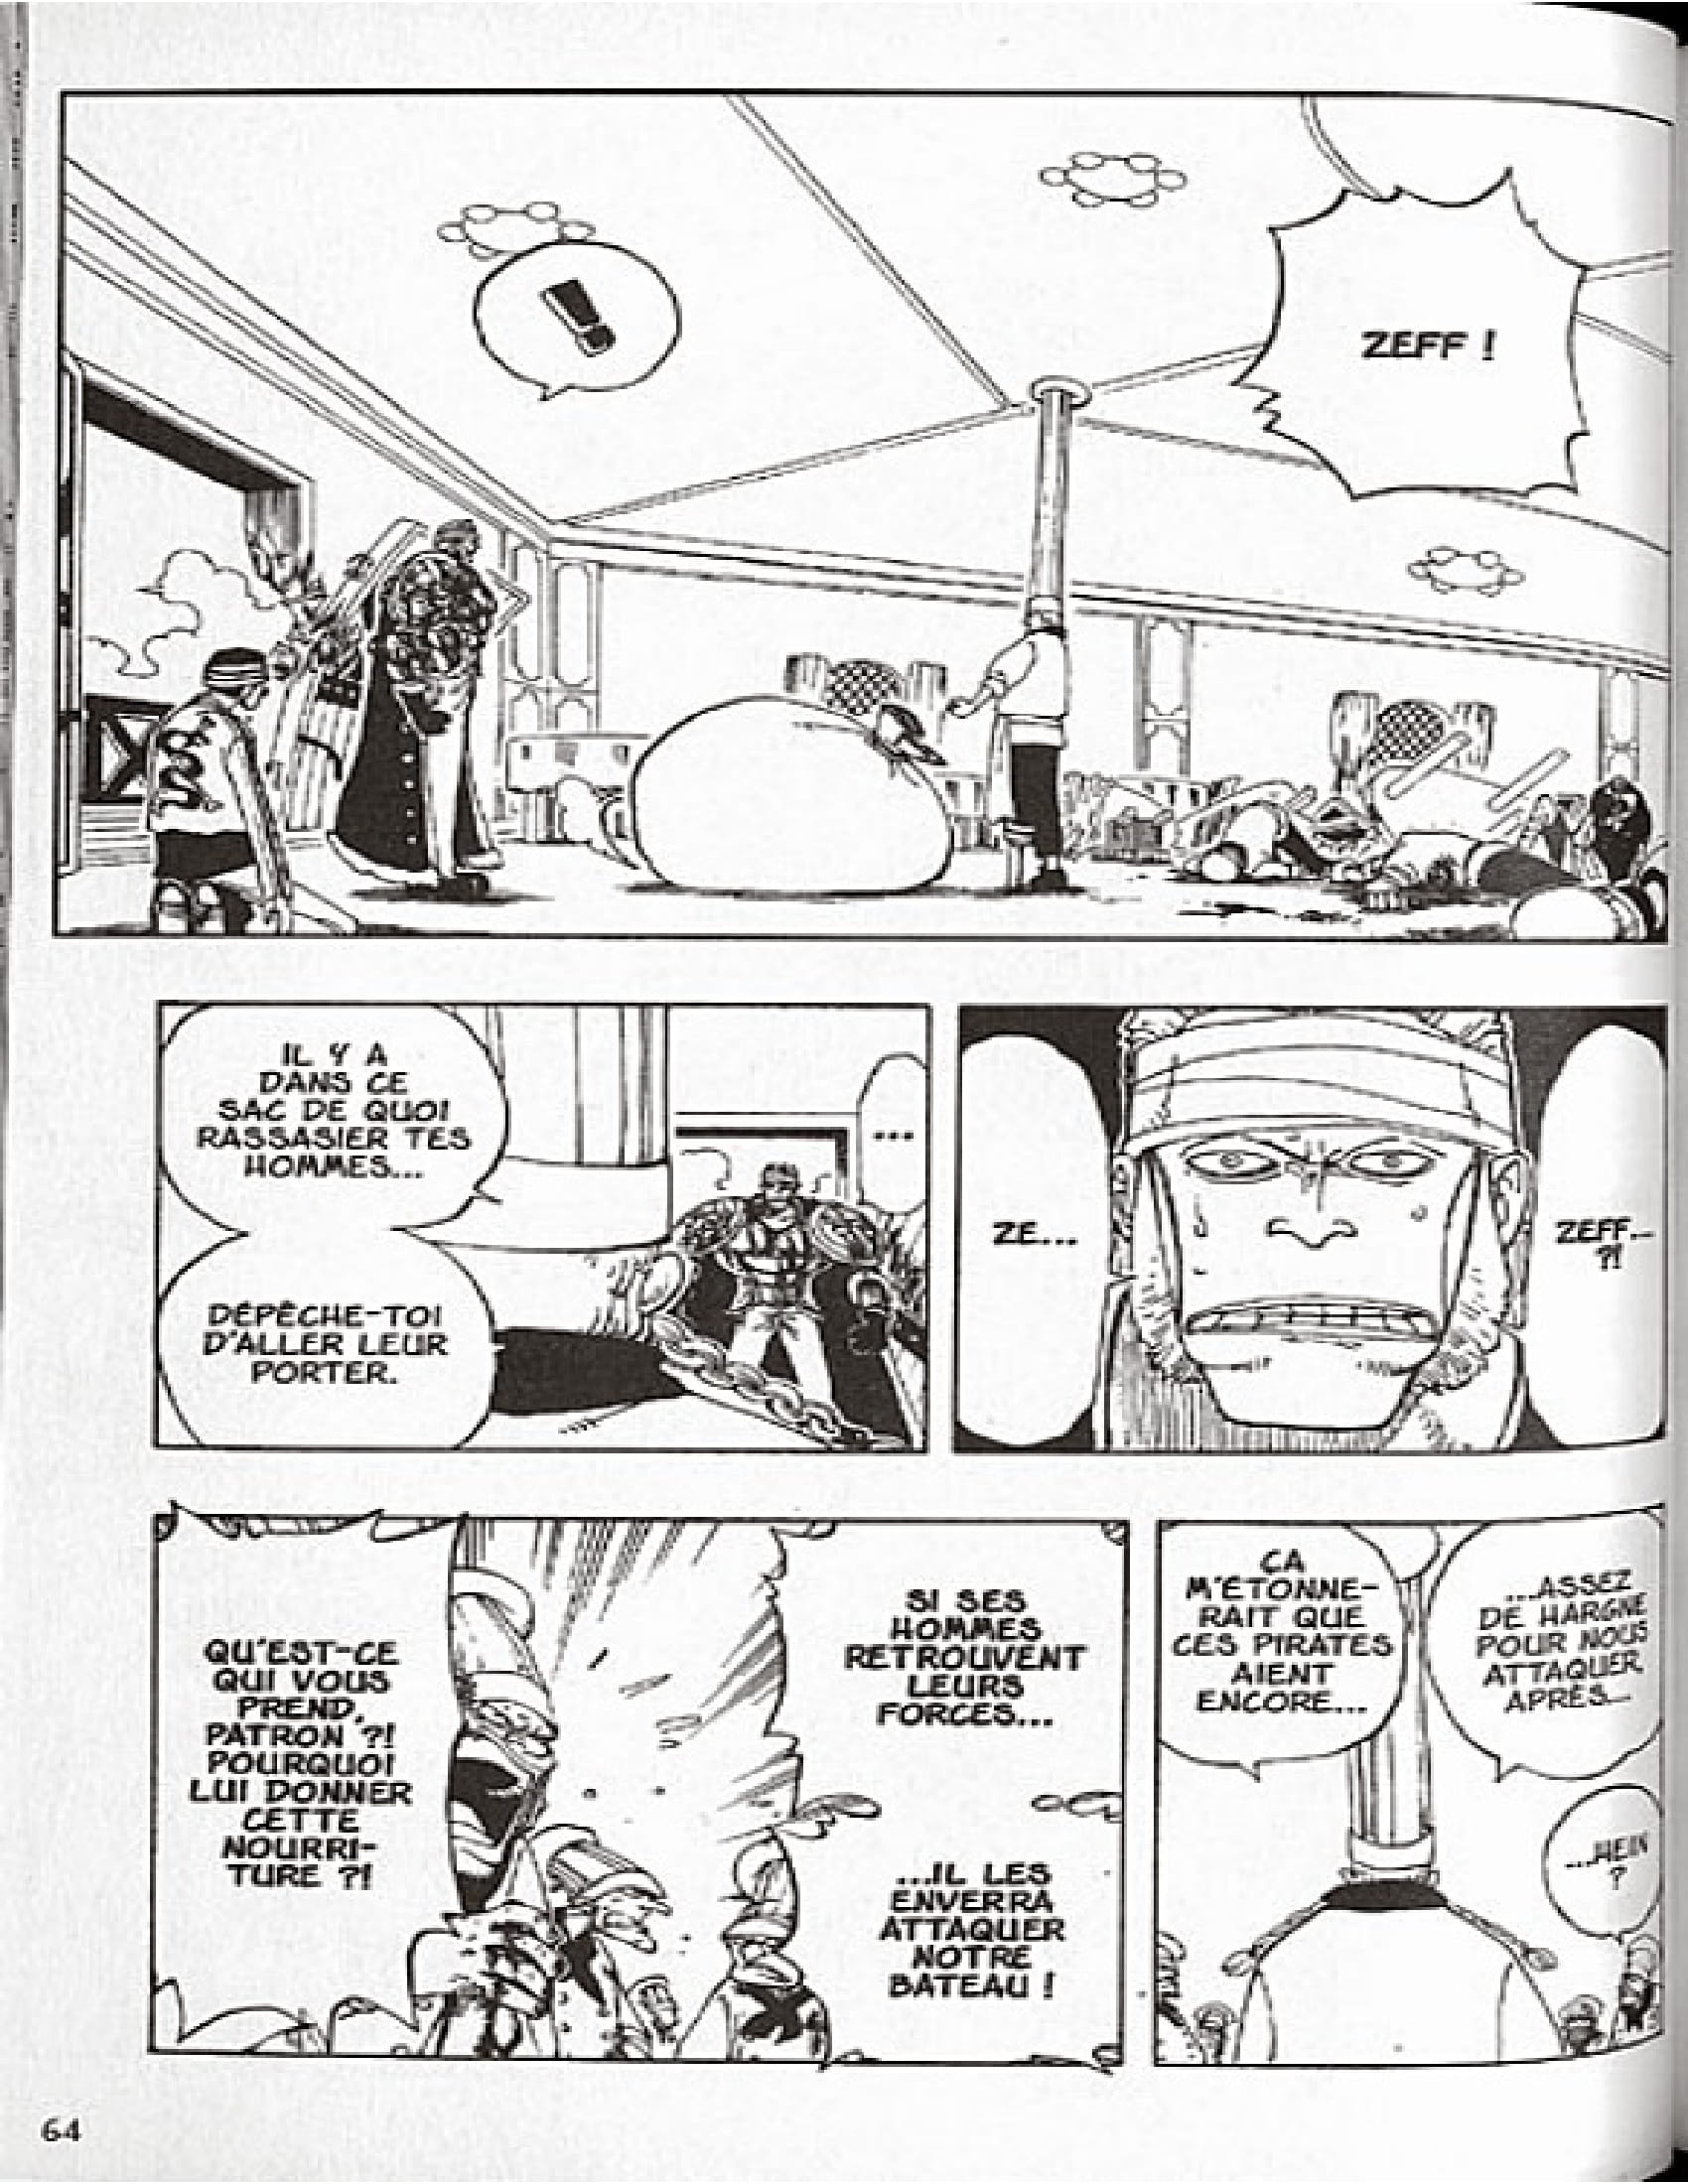 ZEFF !
!
ZEFF...
?!
ZE...
...
IL Y A
DANS CE
SAC DE QUOI
RASSASIER TES
HOMMES...
DÉPÊCHE-TOI
D'ALLER LEUR
PORTER.
...ASSEZ
DE HARGNE
POUR NOUS
ATTAQUER
APRÈS...
ÇA
M'ÉTONNE-
RAIT QUE
CES PIRATES
AIENT
ENCORE...
...HEIN
?
SI SES
HOMMES
RETROUVENT
LEURS
FORCES...
...IL LES
ENVERRA
ATTAQUER
NOTRE
BATEAU !
QU'EST-CE
QUI VOUS
PREND,
PATRON ?!
POURQUOI
LUI DONNER
CETTE
NOURRI-
TURE ?!
64